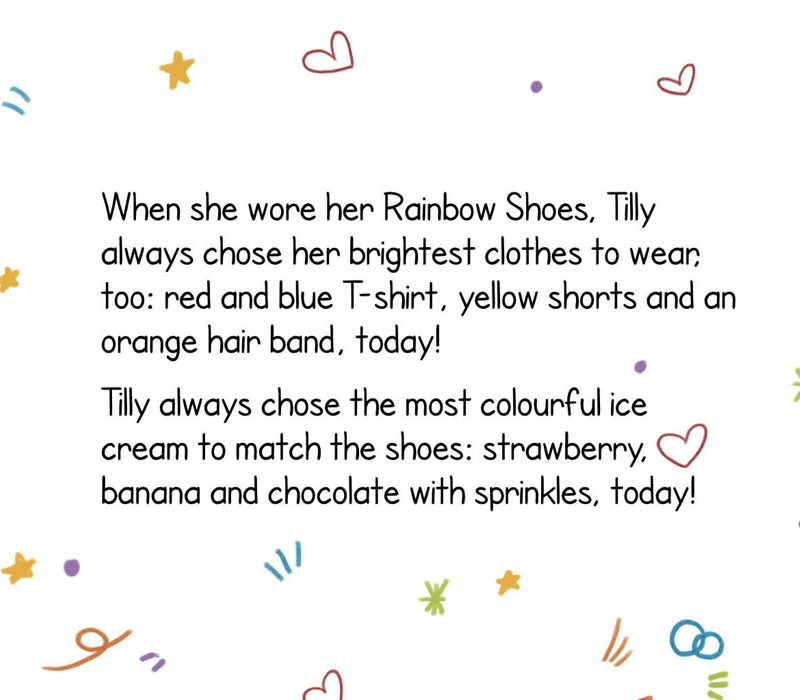 When she wore her Rainbow Shoes, Tilly
always chose her brightest clothes to wear,
too: red and blue T-shirt, yellow shorts and an
orange hair band, today!
Tilly always chose the most colourful ice
cream to match the shoes: strawberry,
banana and chocolate with sprinkles, today!